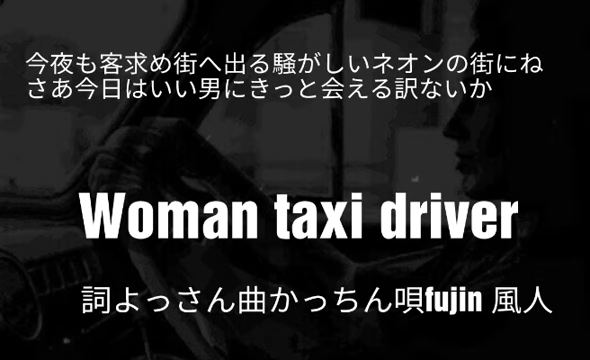 今夜も客求め街へ出る騒がしいネオンの街にね
さあ今日はいい男にきっと会える訳ないか
Woman taxi driver
詞よっさん曲かっちん唄fujin 風人